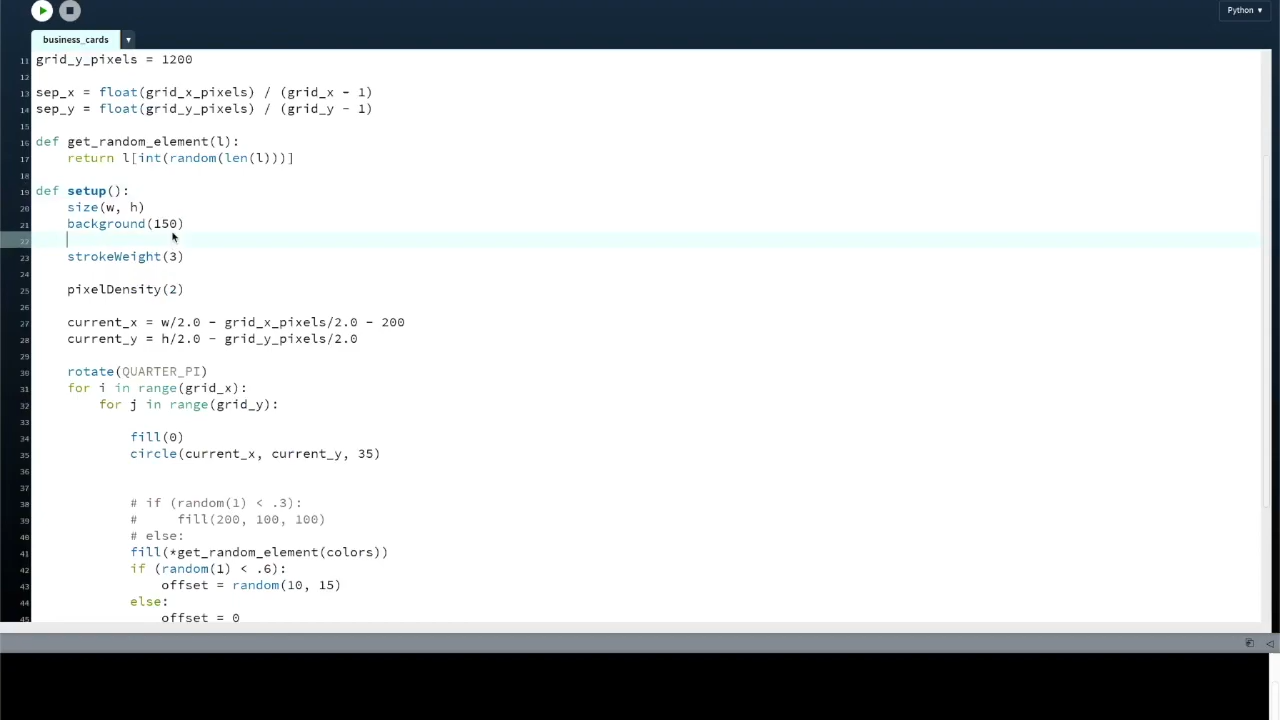 Python ▾
business_cards ▾
11 grid_y_pixels = 1200
12
13 sep_x = float(grid_x_pixels) / (grid_x - 1)
14 sep_y = float(grid_y_pixels) / (grid_y - 1)
15
16 def get_random_element(l):
17     return l[int(random(len(l)))]
18
19 def setup():
20     size(w, h)
21     background(150)
22
23     strokeWeight(3)
24
25     pixelDensity(2)
26
27     current_x = w/2.0 - grid_x_pixels/2.0 - 200
28     current_y = h/2.0 - grid_y_pixels/2.0
29
30     rotate(QUARTER_PI)
31     for i in range(grid_x):
32         for j in range(grid_y):
33
34             fill(0)
35             circle(current_x, current_y, 35)
36
37
38             # if (random(1) < .3):
39             #     fill(200, 100, 100)
40             # else:
41             fill(*get_random_element(colors))
42             if (random(1) < .6):
43                 offset = random(10, 15)
44             else:
45                 offset = 0